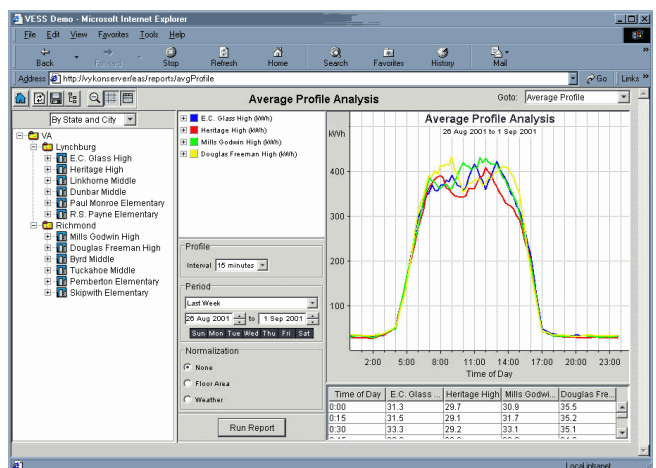 VESS Demo - Microsoft Internet Explorer
File Edit View Favorites Tools Help
Back Forward Stop Refresh Home Search Favorites History Mail
Address http://vykonserver/eas/reports/avgProfile Go Links »
Average Profile Analysis
Goto: Average Profile
By State and City
VA
Lynchburg
E.C. Glass High
Heritage High
Linkhorne Middle
Dunbar Middle
Paul Monroe Elementary
R.S. Payne Elementary
Richmond
Mills Godwin High
Douglas Freeman High
Byrd Middle
Tuckahoe Middle
Pemberton Elementary
Skipwith Elementary
E.C. Glass High (kWh)
Heritage High (kWh)
Mills Godwin High (kWh)
Douglas Freeman High (kWh)
Profile
Interval 15 minutes
Period
Last Week
26 Aug 2001 to 1 Sep 2001
Sun Mon Tue Wed Thu Fri Sat
Normalization
None
Floor Area
Weather
Run Report
Average Profile Analysis
26 Aug 2001 to 1 Sep 2001
kWh
400
300
200
100
2:00 5:00 8:00 11:00 14:00 17:00 20:00 23:00
Time of Day
Time of Day E.C. Glass ... Heritage High Mills Godwi... Douglas Fre...
0:00 31.3 29.7 30.9 35.5
0:15 31.5 29.1 31.7 35.2
0:30 33.3 29.2 33.1 35.1
Local intranet